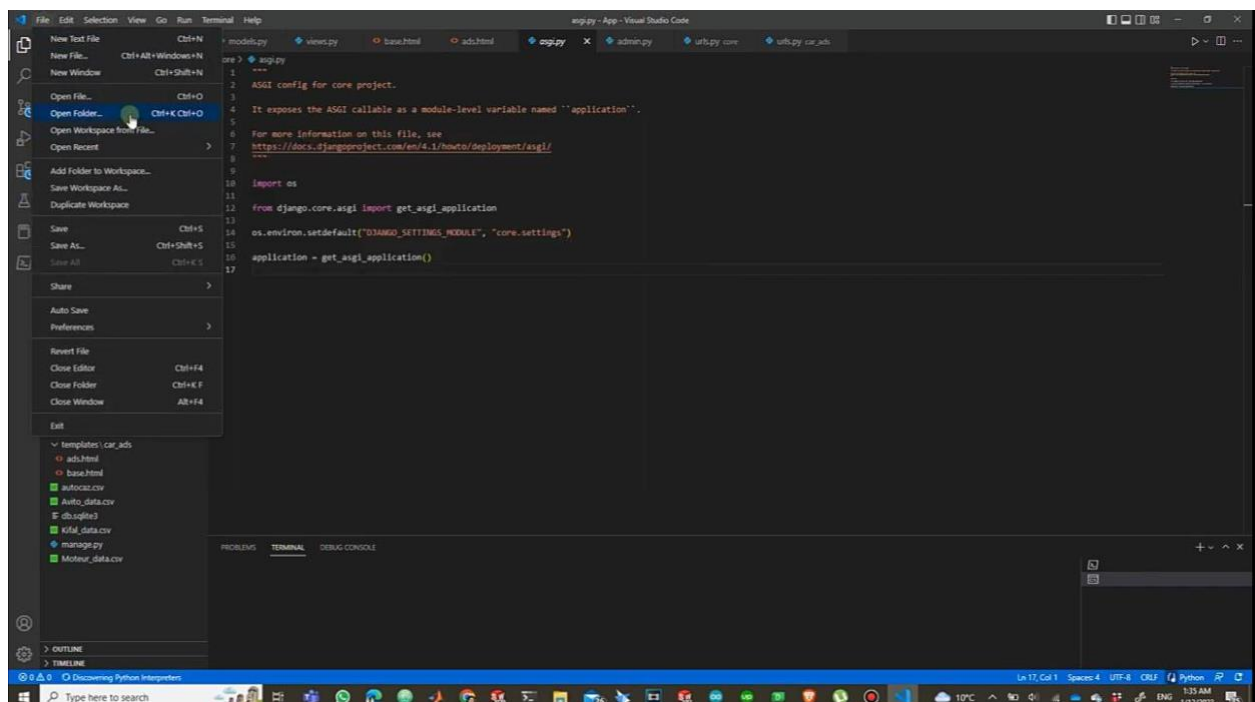 File Edit Selection View Go Run Terminal Help
asgi.py - App - Visual Studio Code
New Text File Ctrl+N
New File... Ctrl+Alt+Windows+N
New Window Ctrl+Shift+N
Open File... Ctrl+O
Open Folder... Ctrl+K Ctrl+O
Open Workspace from File...
Open Recent
Add Folder to Workspace...
Save Workspace As...
Duplicate Workspace
Save Ctrl+S
Save As... Ctrl+Shift+S
Save All Ctrl+K S
Share
Auto Save
Preferences
Revert File
Close Editor Ctrl+F4
Close Folder Ctrl+K F
Close Window Alt+F4
Exit
templates\car_ads
ads.html
base.html
autocaz.csv
Avito_data.csv
db.sqlite3
Kifal_data.csv
manage.py
Moteur_data.csv
OUTLINE
TIMELINE
models.py views.py base.html ads.html asgi.py admin.py urls.py core urls.py car_ads
core > asgi.py
1 """
2 ASGI config for core project.
3
4 It exposes the ASGI callable as a module-level variable named ``application``.
5
6 For more information on this file, see
7 https://docs.djangoproject.com/en/4.1/howto/deployment/asgi/
8 """
9
10 import os
11
12 from django.core.asgi import get_asgi_application
13
14 os.environ.setdefault("DJANGO_SETTINGS_MODULE", "core.settings")
15
16 application = get_asgi_application()
17
PROBLEMS TERMINAL DEBUG CONSOLE
0 0 Discovering Python Interpreters
Ln 17, Col 1 Spaces: 4 UTF-8 CRLF Python
Type here to search
10°C ENG 1:35 AM